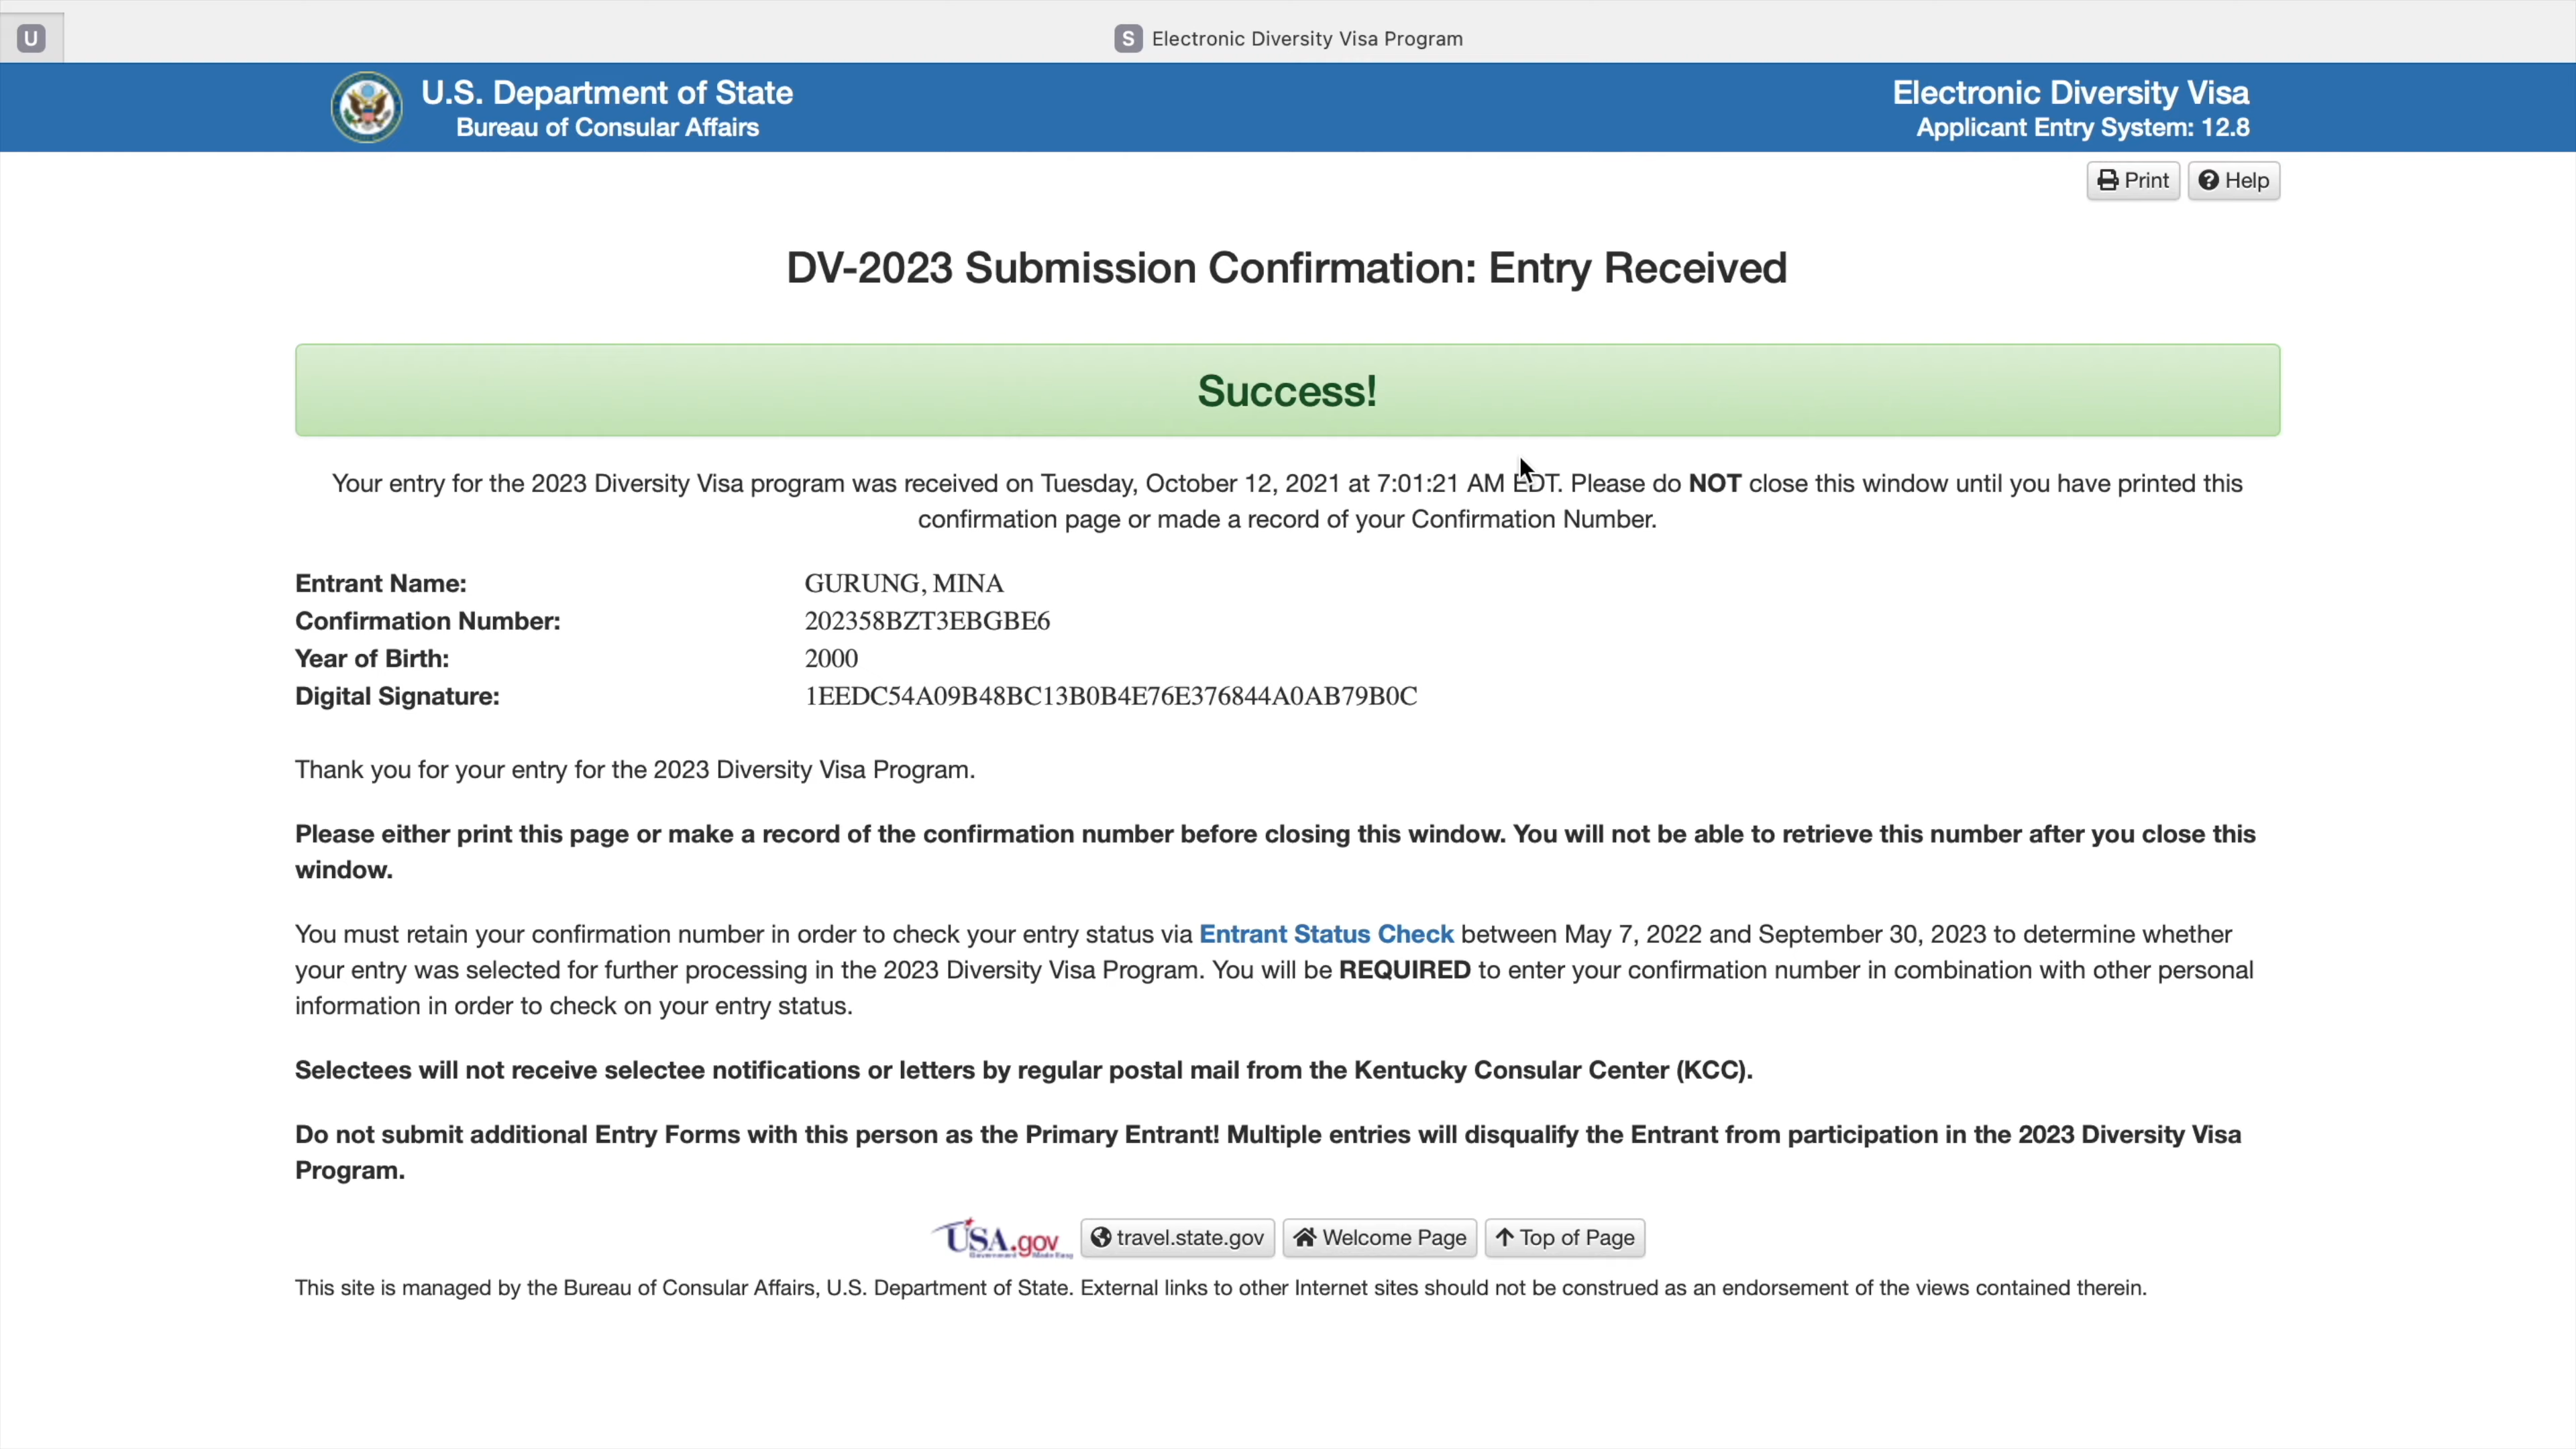 U
S Electronic Diversity Visa Program
U.S. Department of State
Bureau of Consular Affairs
Electronic Diversity Visa
Applicant Entry System: 12.8
Print
Help
DV-2023 Submission Confirmation: Entry Received
Success!
Your entry for the 2023 Diversity Visa program was received on Tuesday, October 12, 2021 at 7:01:21 AM EDT. Please do NOT close this window until you have printed this
confirmation page or made a record of your Confirmation Number.
Entrant Name: GURUNG, MINA
Confirmation Number: 202358BZT3EBGBE6
Year of Birth: 2000
Digital Signature: 1EEDC54A09B48BC13B0B4E76E376844A0AB79B0C
Thank you for your entry for the 2023 Diversity Visa Program.
Please either print this page or make a record of the confirmation number before closing this window. You will not be able to retrieve this number after you close this
window.
You must retain your confirmation number in order to check your entry status via Entrant Status Check between May 7, 2022 and September 30, 2023 to determine whether
your entry was selected for further processing in the 2023 Diversity Visa Program. You will be REQUIRED to enter your confirmation number in combination with other personal
information in order to check on your entry status.
Selectees will not receive selectee notifications or letters by regular postal mail from the Kentucky Consular Center (KCC).
Do not submit additional Entry Forms with this person as the Primary Entrant! Multiple entries will disqualify the Entrant from participation in the 2023 Diversity Visa
Program.
USA.gov
travel.state.gov
Welcome Page
Top of Page
This site is managed by the Bureau of Consular Affairs, U.S. Department of State. External links to other Internet sites should not be construed as an endorsement of the views contained therein.